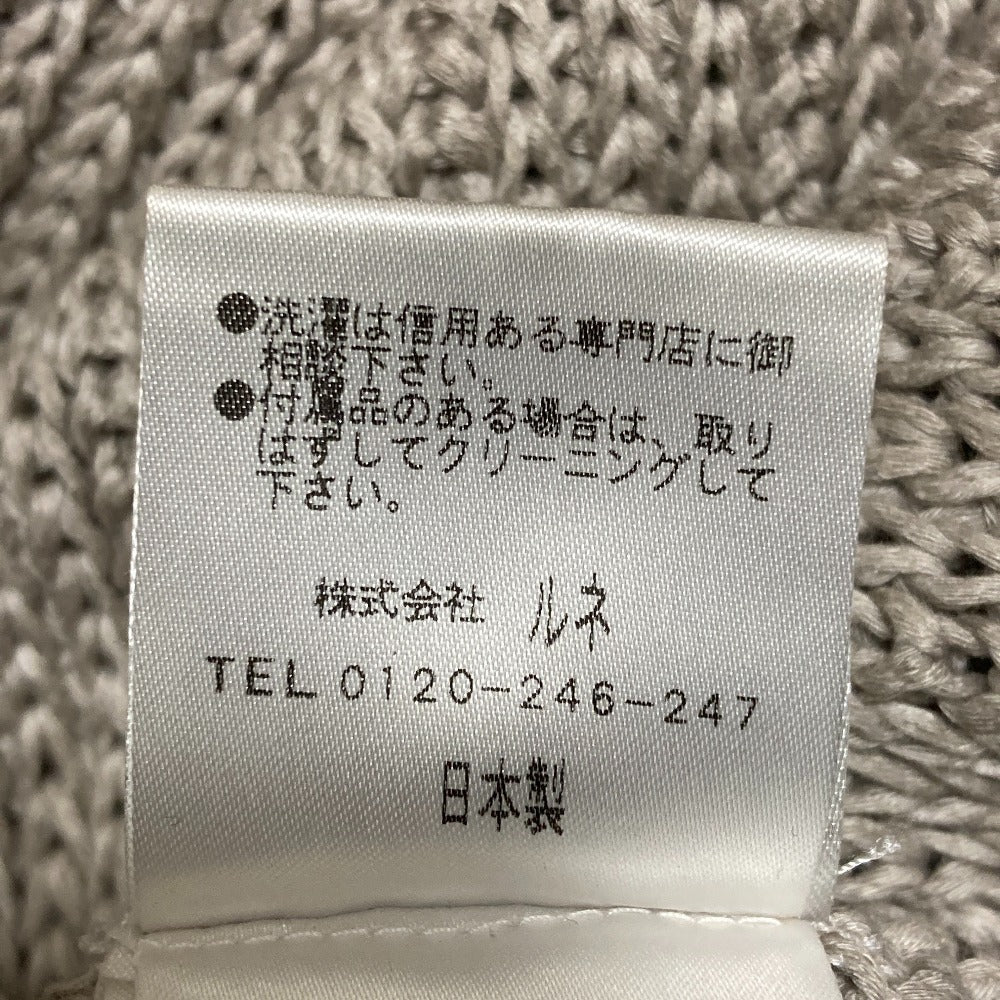 ●洗濯は信用ある専門店に御
相談下さい。
●付属品のある場合は、取り
はずしてクリーニングして
下さい。
株式会社 ルネ
TEL 0120-246-247
日本製